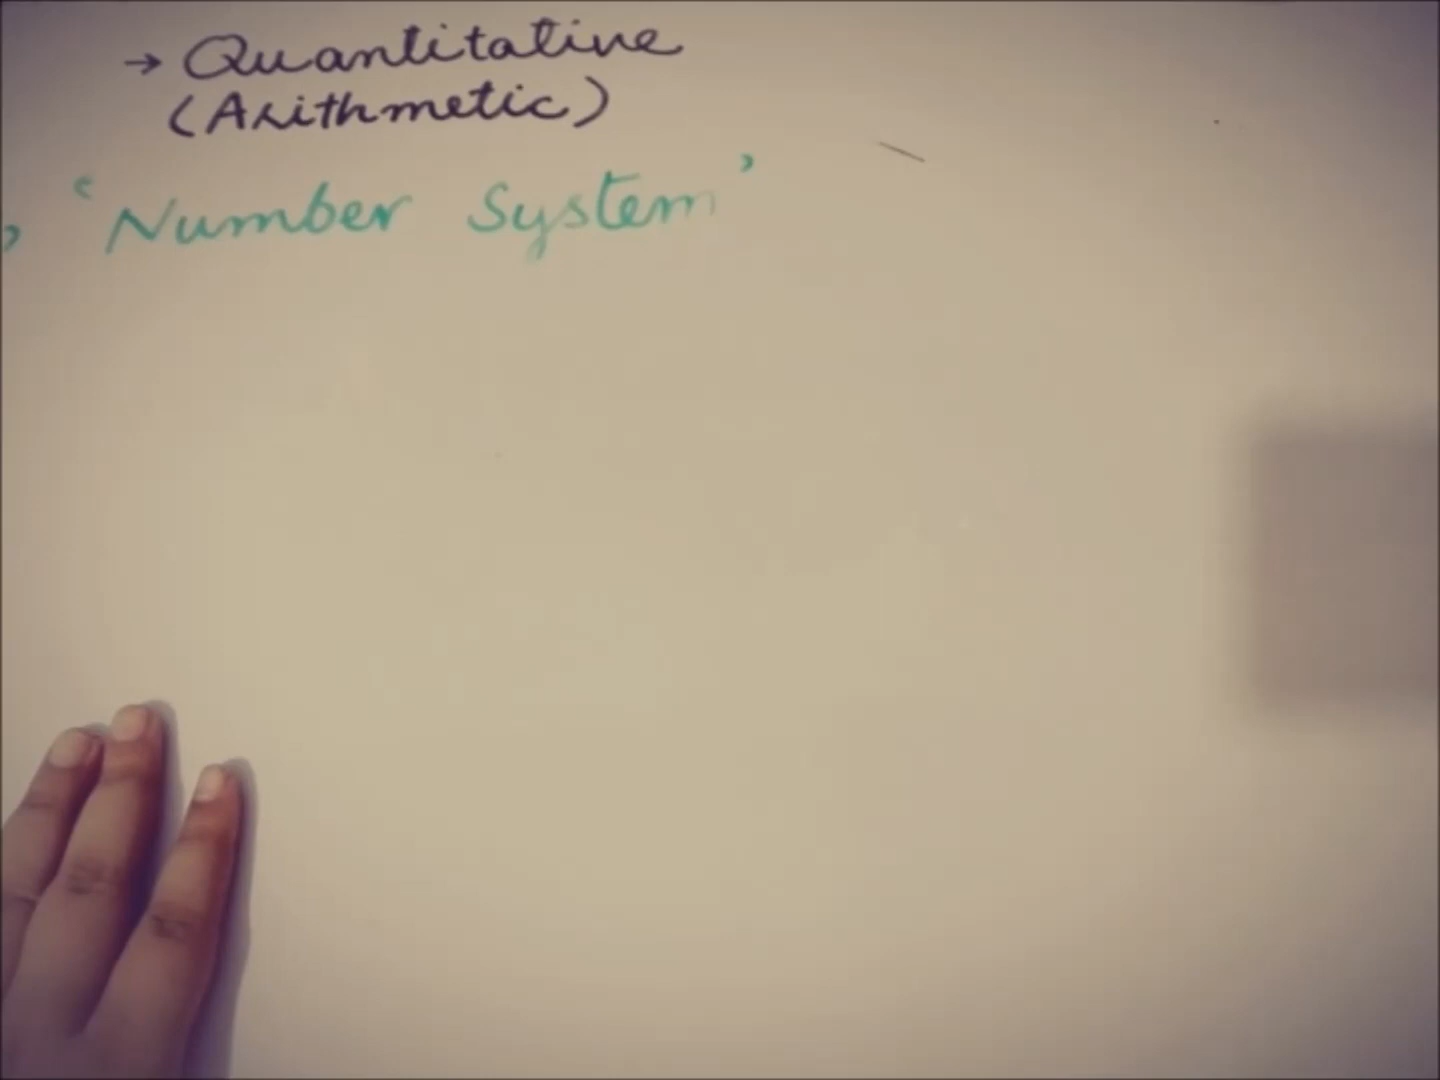 → Quantitative
(Arithmetic)
, ‘Number System’